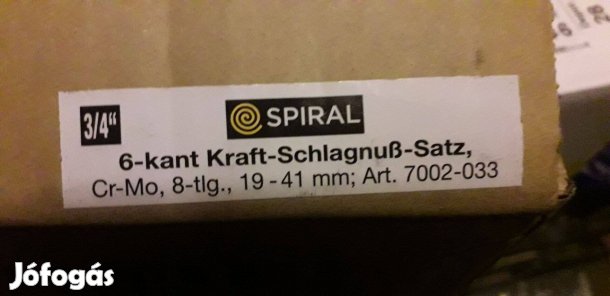 3/4"
SPIRAL
6-kant Kraft-Schlagnuß-Satz,
Cr-Mo, 8-tlg., 19-41 mm; Art. 7002-033
Jófogás